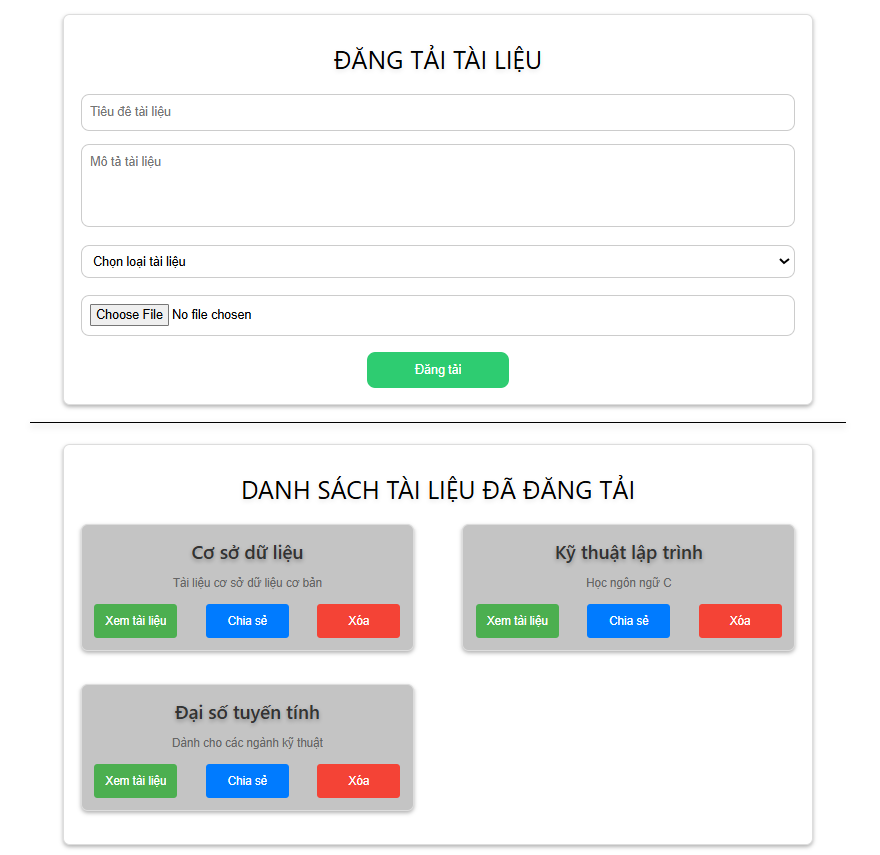 ĐĂNG TẢI TÀI LIỆU
Tiêu đề tài liệu
Mô tả tài liệu
Chọn loại tài liệu
Choose File No file chosen
Đăng tải
DANH SÁCH TÀI LIỆU ĐÃ ĐĂNG TẢI
Cơ sở dữ liệu
Tài liệu cơ sở dữ liệu cơ bản
Xem tài liệu Chia sẻ Xóa
Kỹ thuật lập trình
Học ngôn ngữ C
Xem tài liệu Chia sẻ Xóa
Đại số tuyến tính
Dành cho các ngành kỹ thuật
Xem tài liệu Chia sẻ Xóa